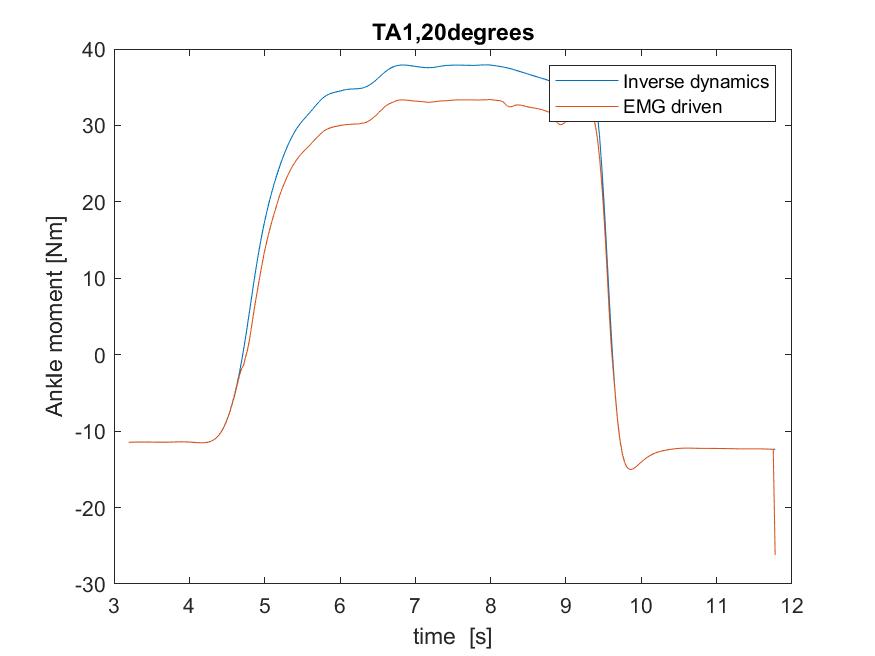 TA1,20degrees
40
30
20
10
0
-10
-20
-30
Ankle moment [Nm]
Inverse dynamics
EMG driven
3 4 5 6 7 8 9 10 11 12
time [s]